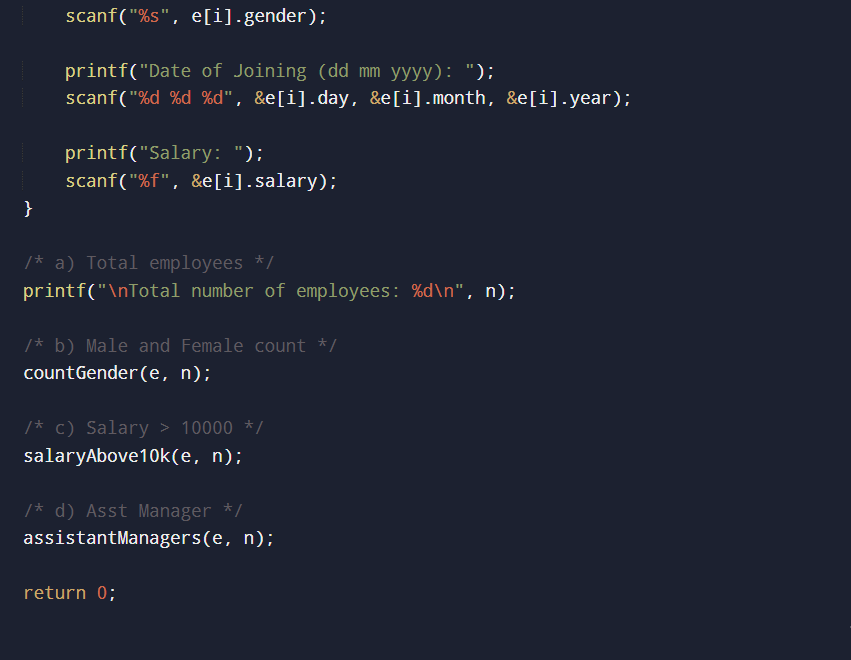 scanf("%s", e[i].gender);
printf("Date of Joining (dd mm yyyy): ");
scanf("%d %d %d", &e[i].day, &e[i].month, &e[i].year);
printf("Salary: ");
scanf("%f", &e[i].salary);
}
/* a) Total employees */
printf("\nTotal number of employees: %d\n", n);
/* b) Male and Female count */
countGender(e, n);
/* c) Salary > 10000 */
salaryAbove10k(e, n);
/* d) Asst Manager */
assistantManagers(e, n);
return 0;